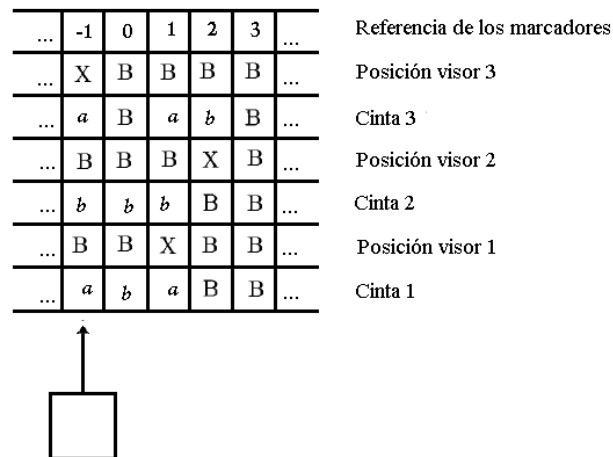 ... -1 0 1 2 3 ... Referencia de los marcadores
... X B B B B ... Posición visor 3
... a B a b B ... Cinta 3
... B B B X B ... Posición visor 2
... b b b B B ... Cinta 2
... B B X B B ... Posición visor 1
... a b a B B ... Cinta 1